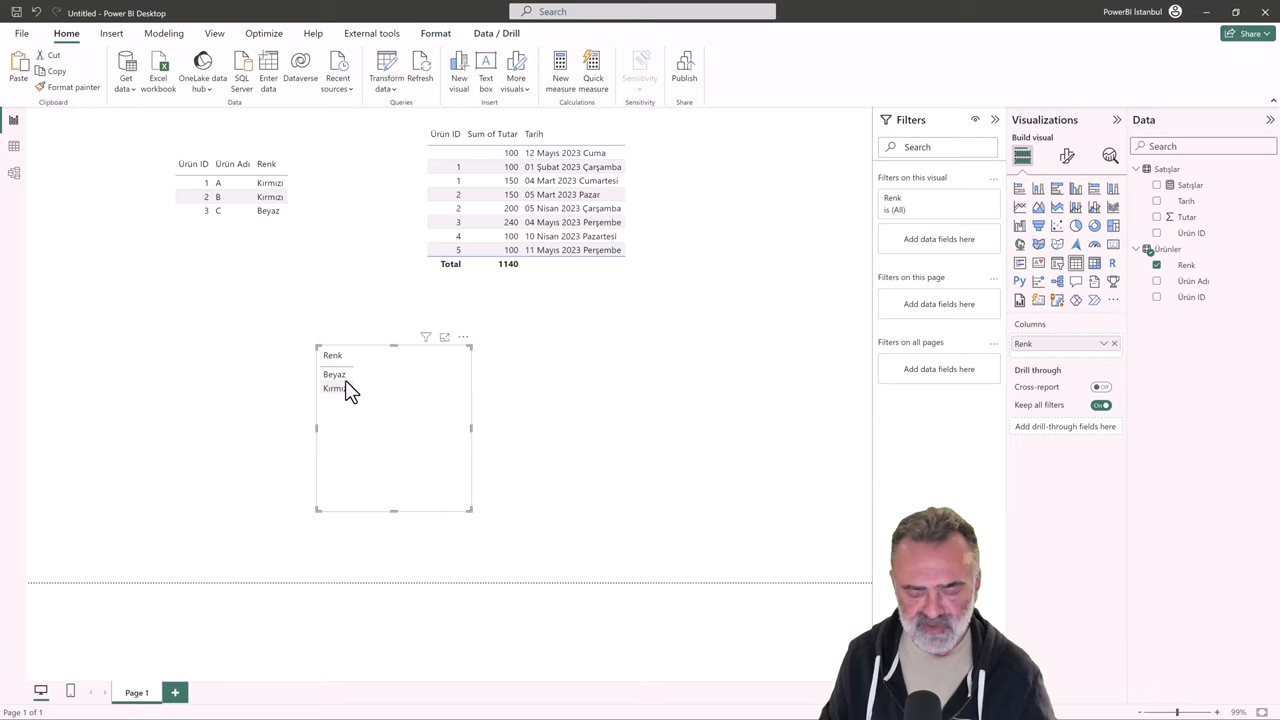 Untitled - Power BI Desktop
Search
PowerBI İstanbul
File Home Insert Modeling View Optimize Help External tools Format Data / Drill
Share
Paste
Cut
Copy
Format painter
Get data
Excel workbook
OneLake data hub
SQL Server
Enter data
Dataverse
Recent sources
Transform data
Refresh
New visual
Text box
More visuals
New measure
Quick measure
Sensitivity
Publish
Clipboard Data Queries Insert Calculations Sensitivity Share
Ürün ID Ürün Adı Renk
1 A Kırmızı
2 B Kırmızı
3 C Beyaz
Ürün ID Sum of Tutar Tarih
100 12 Mayıs 2023 Cuma
1 100 01 Şubat 2023 Çarşamba
1 150 04 Mart 2023 Cumartesi
2 150 05 Mart 2023 Pazar
2 200 05 Nisan 2023 Çarşamba
3 240 04 Mayıs 2023 Perşembe
4 100 10 Nisan 2023 Pazartesi
5 100 11 Mayıs 2023 Perşembe
Total 1140
Renk
Beyaz
Filters
Search
Filters on this visual
Renk
is (All)
Add data fields here
Filters on this page
Add data fields here
Filters on all pages
Add data fields here
Visualizations
Build visual
R
Py
123
Columns
Renk
Drill through
Cross-report
Off
Keep all filters
On
Add drill-through fields here
Data
Search
Satışlar
Satışlar
Tarih
Tutar
Ürün ID
Ürünler
Renk
Ürün Adı
Ürün ID
Page 1
Page 1 of 1
99%